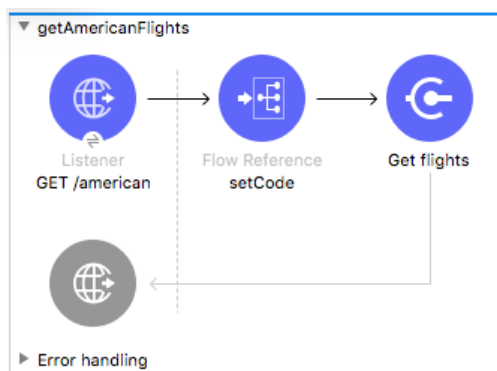 getAmericanFlights
Listener
GET /american
Flow Reference
setCode
Get flights
Error handling